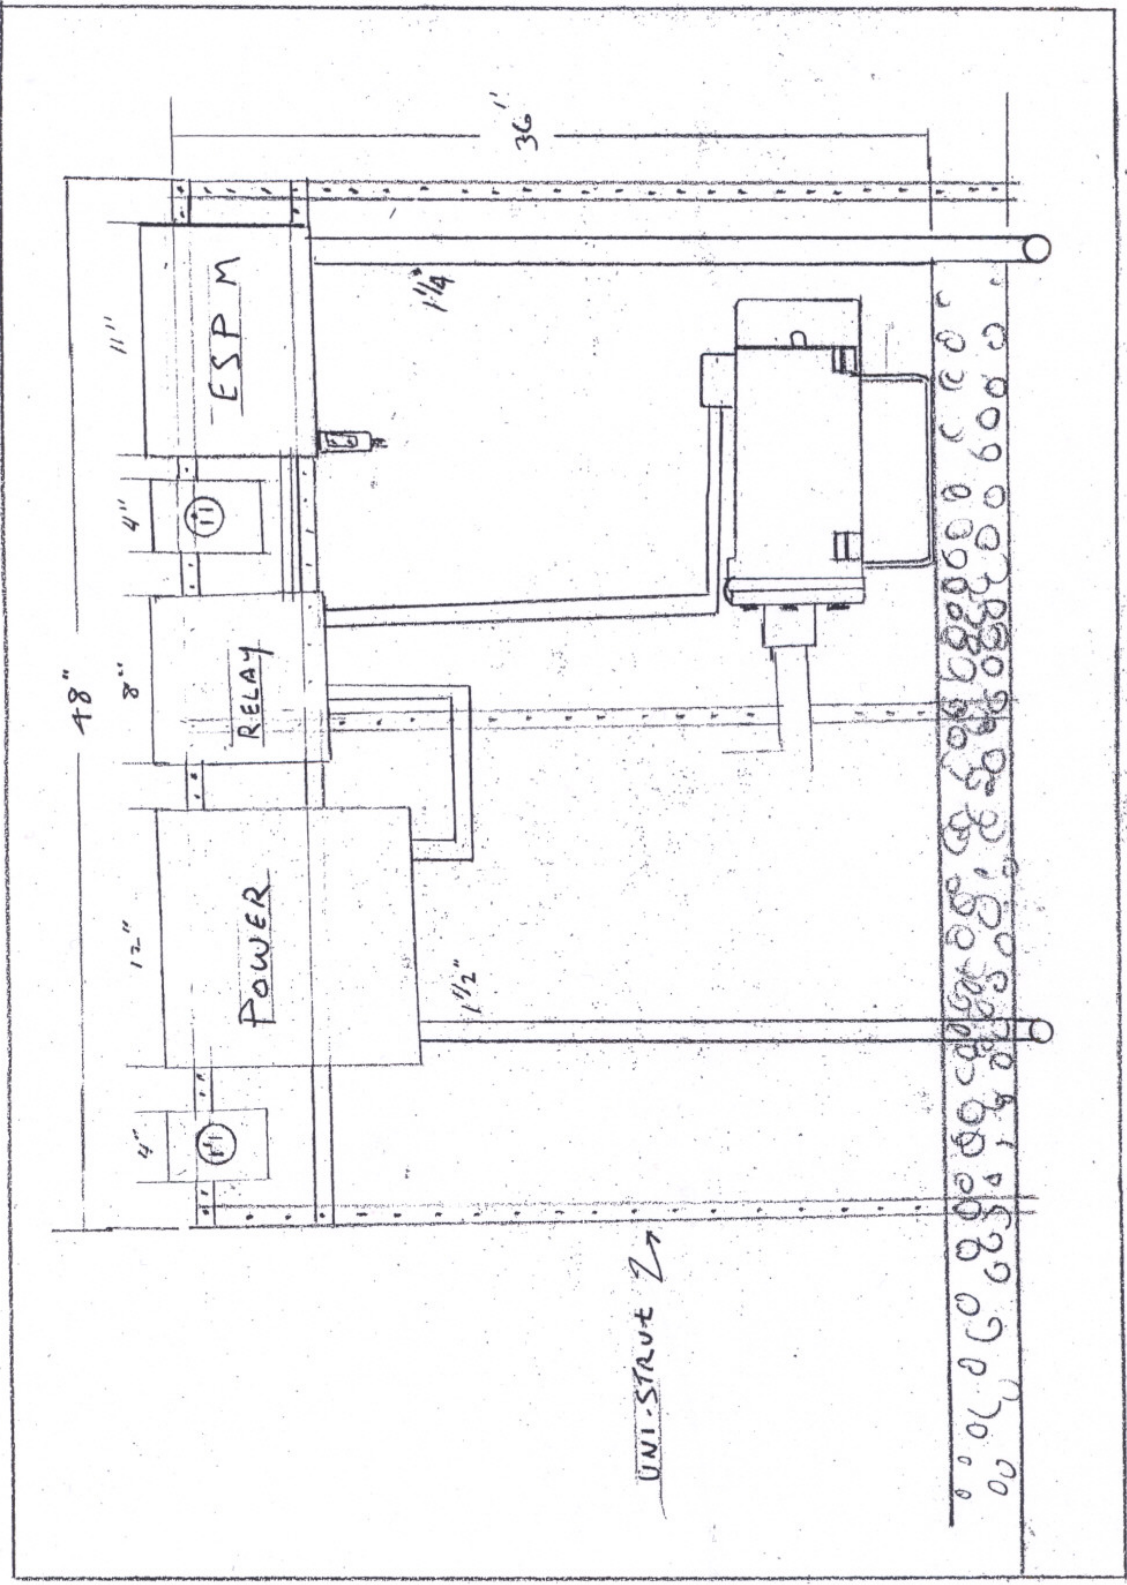 48"
4"
12"
8"
4"
11"
POWER
RELAY
ESP M
1 1/2"
1 1/4"
36'
UNI-STRUt